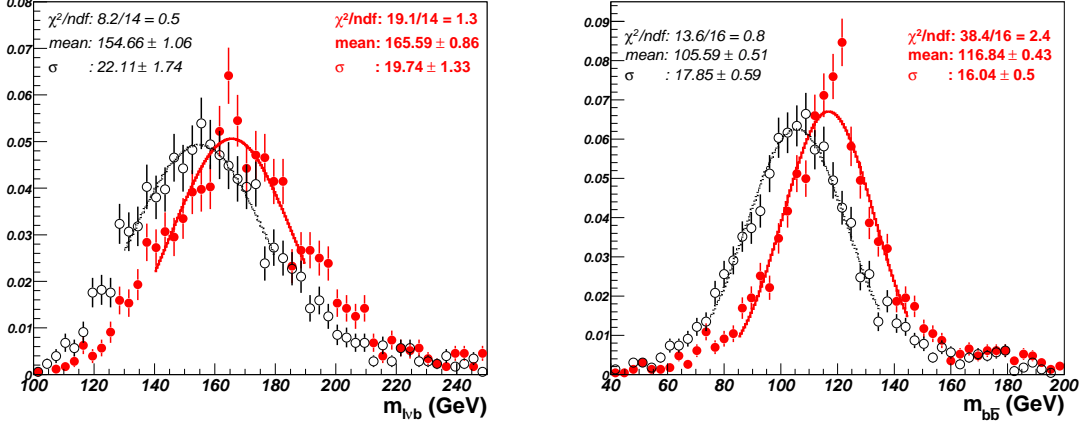 χ²/ndf: 8.2/14 = 0.5
mean: 154.66 ± 1.06
σ : 22.11 ± 1.74
χ²/ndf: 19.1/14 = 1.3
mean: 165.59 ± 0.86
σ : 19.74 ± 1.33
0.08
0.07
0.06
0.05
0.04
0.03
0.02
0.01
0
100 120 140 160 180 200 220 240
m_lνb (GeV)
χ²/ndf: 13.6/16 = 0.8
mean: 105.59 ± 0.51
σ : 17.85 ± 0.59
χ²/ndf: 38.4/16 = 2.4
mean: 116.84 ± 0.43
σ : 16.04 ± 0.5
0.09
0.08
0.07
0.06
0.05
0.04
0.03
0.02
0.01
0
40 60 80 100 120 140 160 180 200
m_bb̄ (GeV)